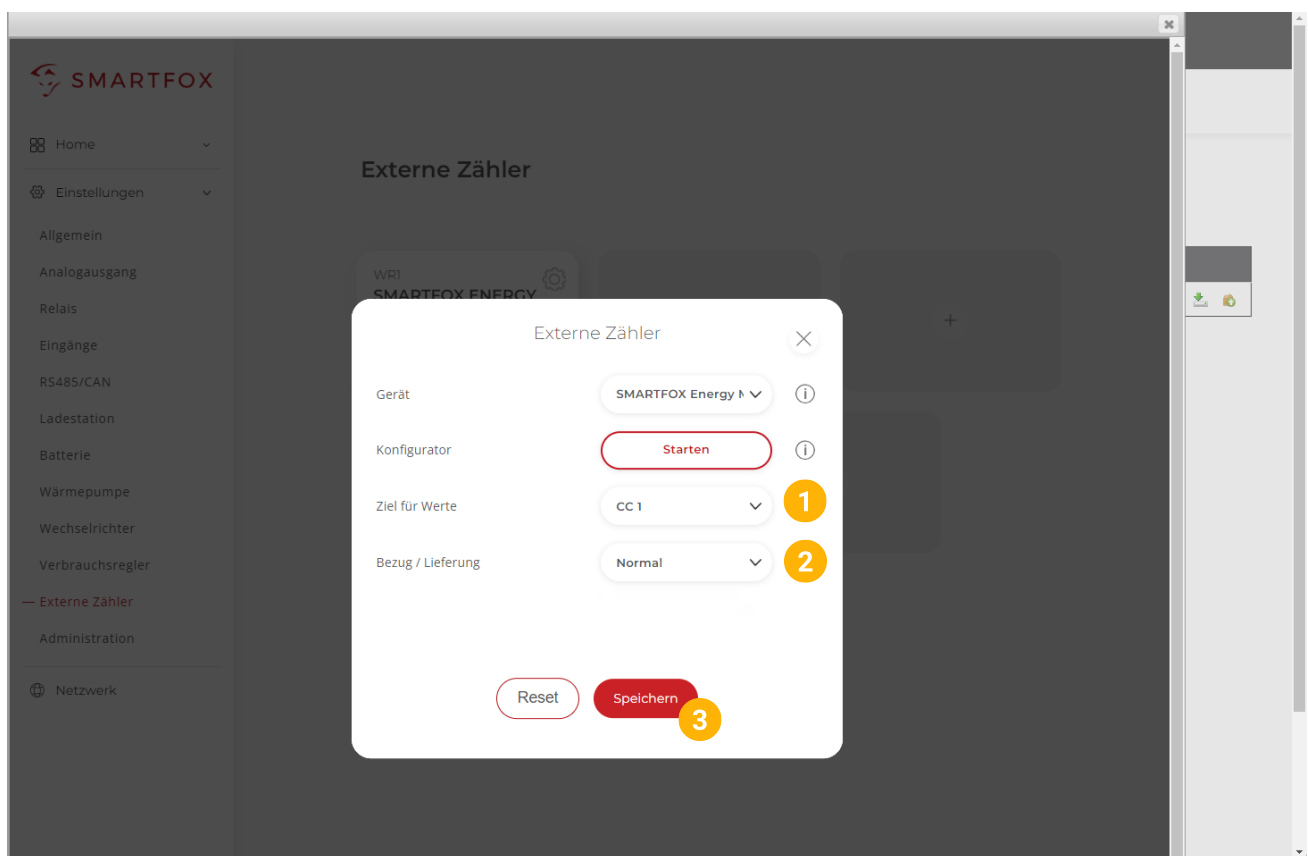 SMARTFOX
Home
Einstellungen
Allgemein
Analogausgang
Relais
Eingänge
RS485/CAN
Ladestation
Batterie
Wärmepumpe
Wechselrichter
Verbrauchsregler
Externe Zähler
Administration
Netzwerk
Externe Zähler
WR1
SMARTFOX ENERGY
Externe Zähler
Gerät
SMARTFOX Energy
Konfigurator
Starten
Ziel für Werte
CC 1
1
Bezug / Lieferung
Normal
2
Reset
Speichern
3